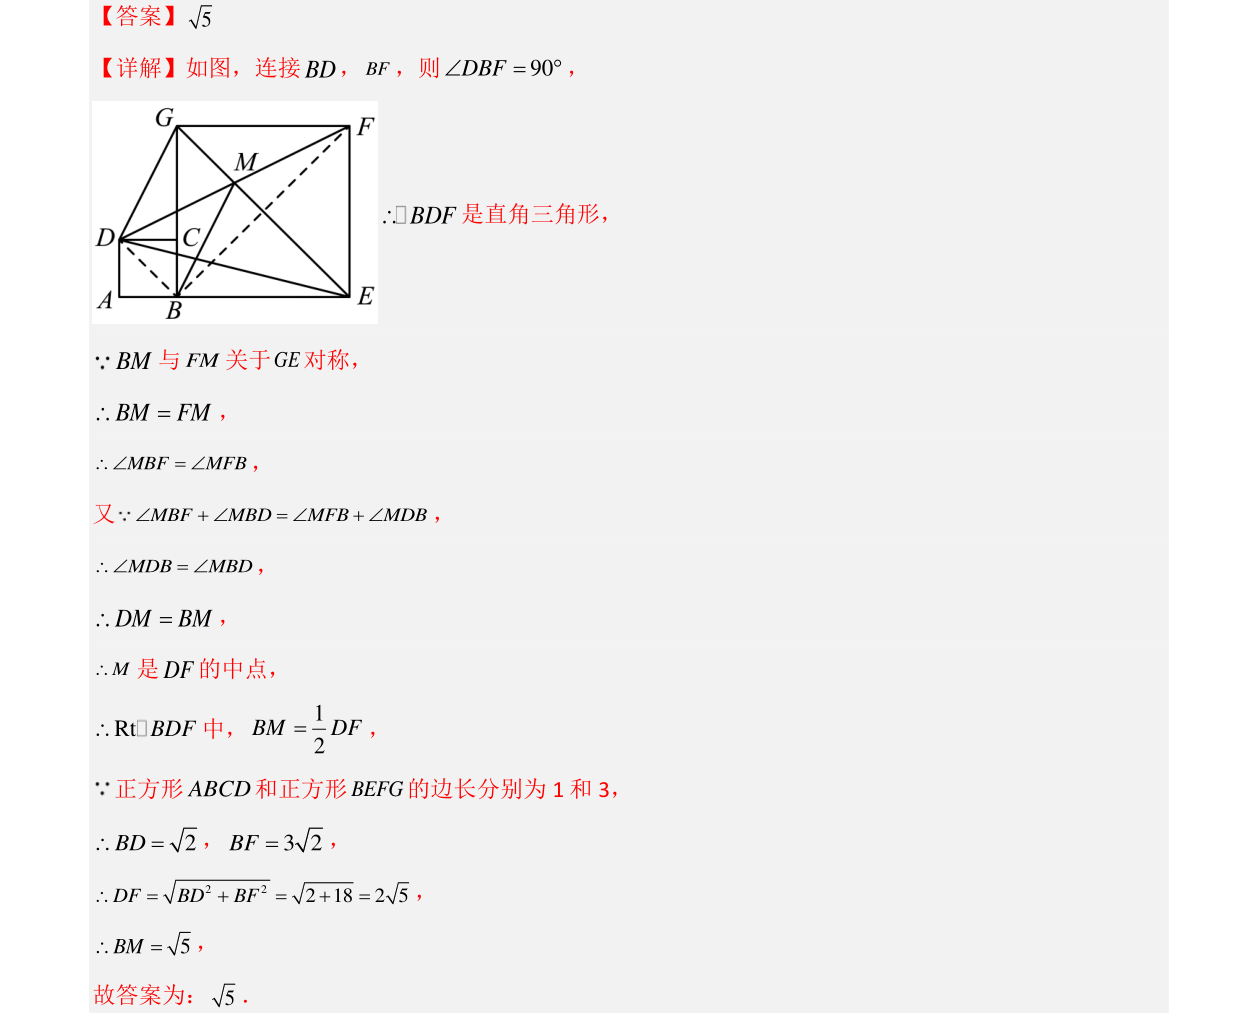 【答案】√5
【详解】如图，连接BD，BF，则∠DBF=90°，
G
F
M
D
C
A
B
E
∴□BDF是直角三角形，
∵BM与FM关于GE对称，
∴BM=FM，
∴∠MBF=∠MFB，
又∵∠MBF+∠MBD=∠MFB+∠MDB，
∴∠MDB=∠MBD，
∴DM=BM，
∴M是DF的中点，
∴Rt□BDF中，BM=1/2DF，
∵正方形ABCD和正方形BEFG的边长分别为1和3，
∴BD=√2，BF=3√2，
∴DF=√(BD²+BF²)=√(2+18)=2√5，
∴BM=√5，
故答案为：√5．